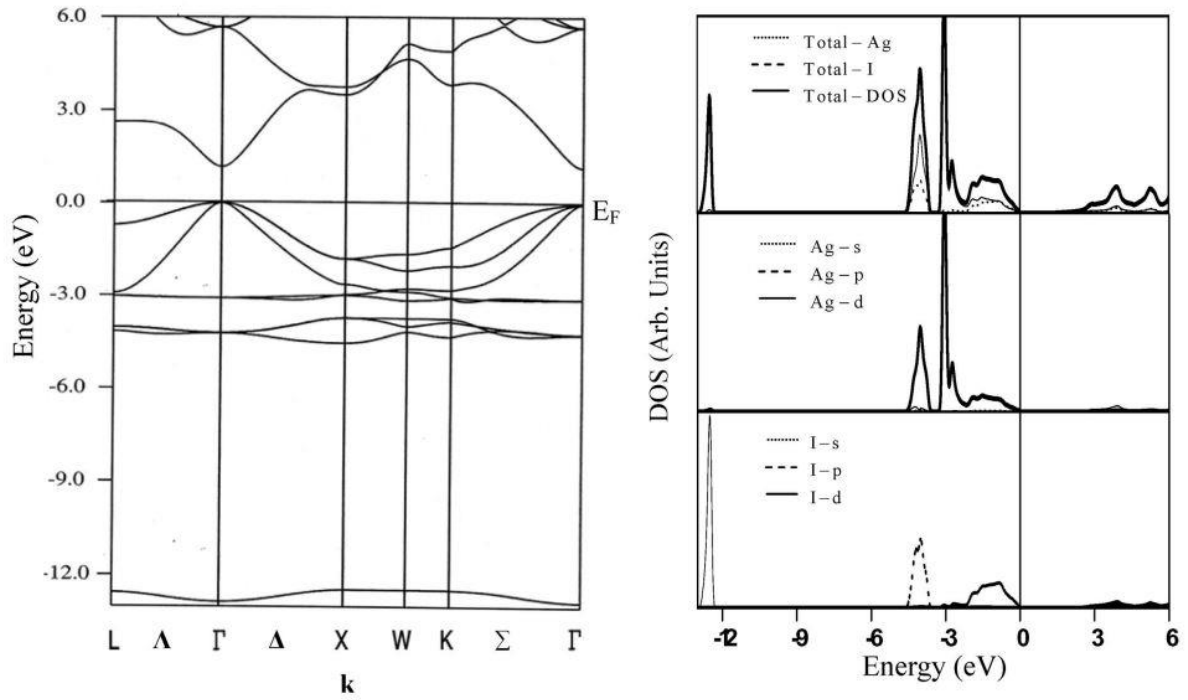 6.0
3.0
0.0
-3.0
-6.0
-9.0
-12.0
Energy (eV)
E_F
L Λ Γ Δ X W K Σ Γ
k
Total-Ag
Total-I
Total-DOS
Ag-s
Ag-p
Ag-d
I-s
I-p
I-d
DOS (Arb. Units)
-12 -9 -6 -3 0 3 6
Energy (eV)